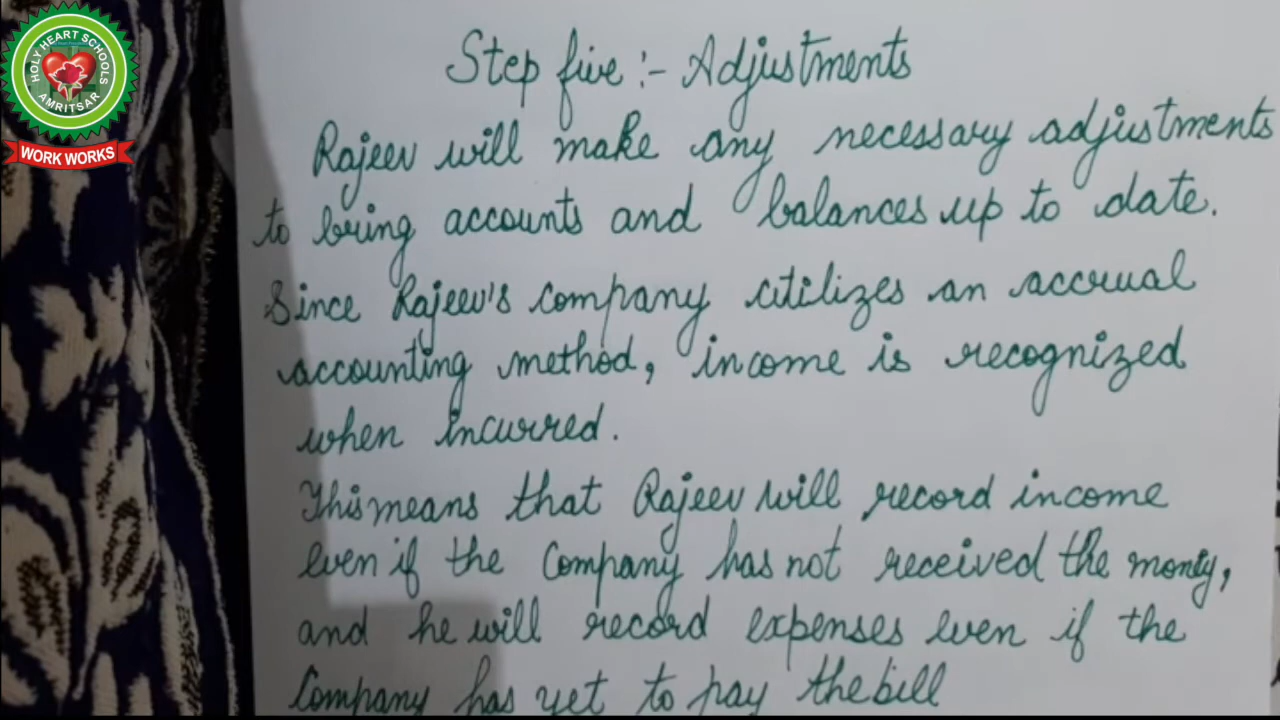 HOLY HEART SCHOOLS
AMRITSAR
WORK WORKS
Step five :- Adjustments
Rajeev will make any necessary adjustments
to bring accounts and balances up to date.
Since Rajeev's company utilizes an accrual
accounting method, income is recognized
when incurred.
This means that Rajeev will record income
even if the Company has not received the money,
and he will record expenses even if the
Company has yet to pay the bill